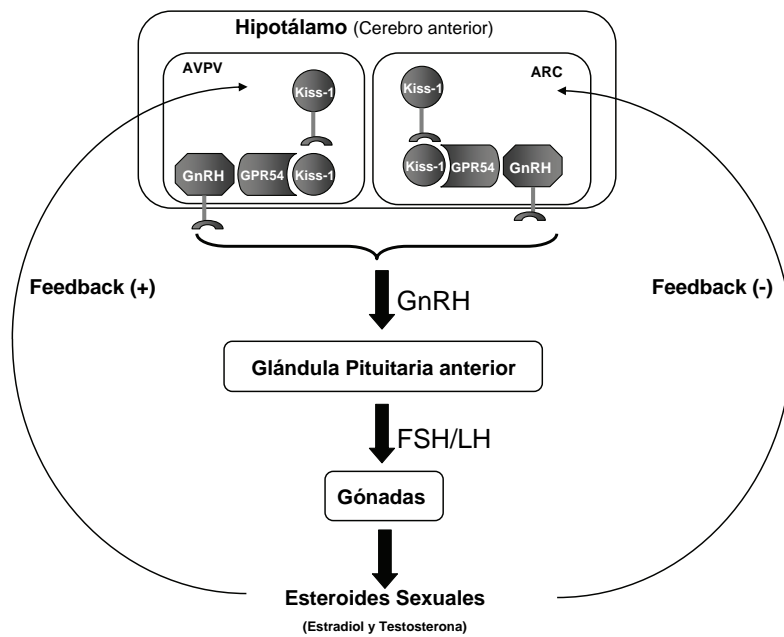 Hipotálamo (Cerebro anterior)
AVPV
ARC
Kiss-1
Kiss-1
GnRH
GPR54
Kiss-1
Kiss-1
GPR54
GnRH
Feedback (+)
Feedback (-)
GnRH
Glándula Pituitaria anterior
FSH/LH
Gónadas
Esteroides Sexuales
(Estradiol y Testosterona)